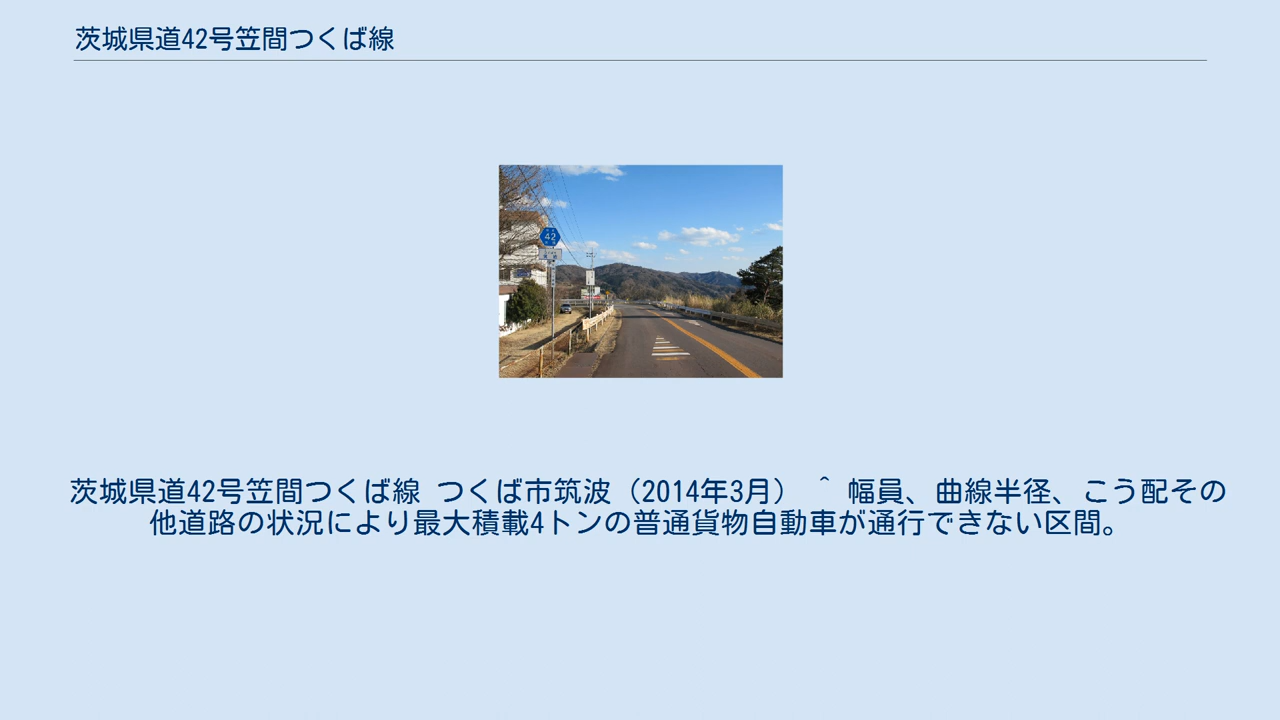 茨城県道42号笠間つくば線
42
茨城県道42号笠間つくば線 つくば市筑波（2014年3月） ^ 幅員、曲線半径、こう配その
他道路の状況により最大積載4トンの普通貨物自動車が通行できない区間。